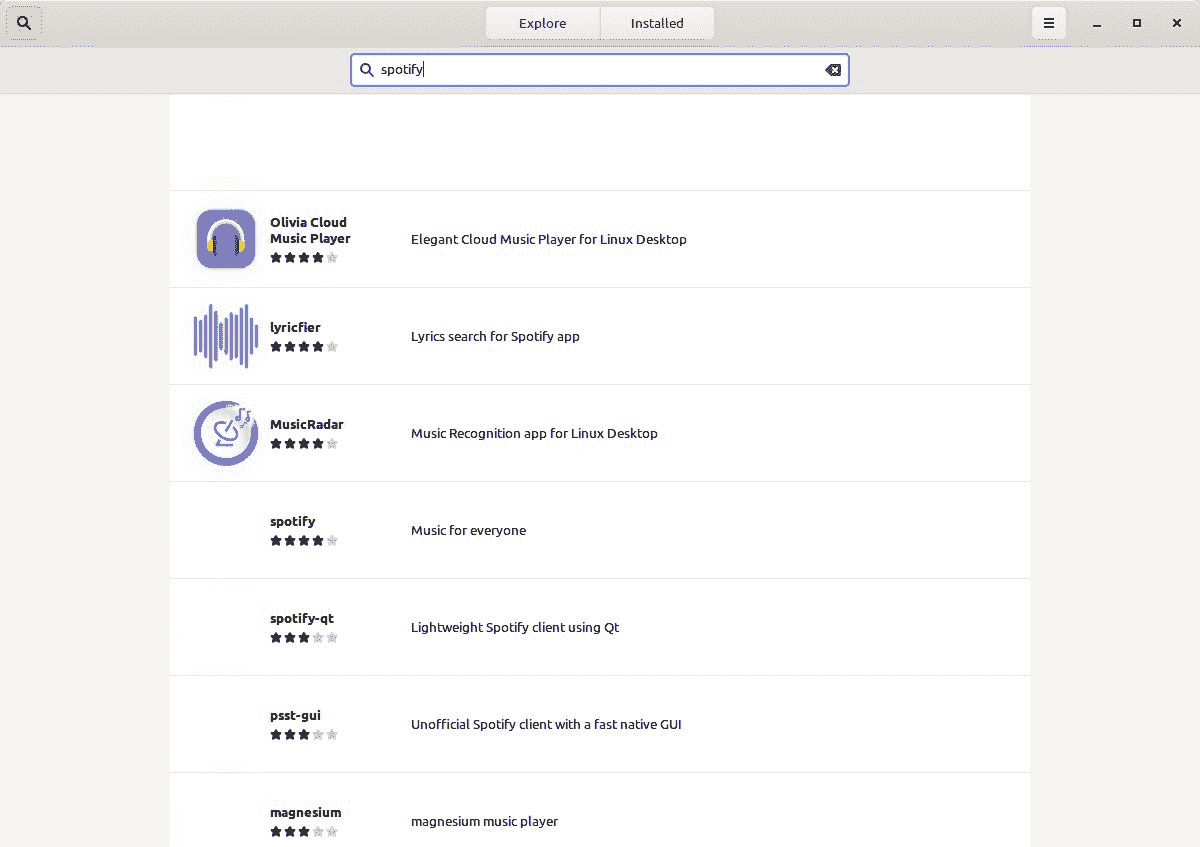 Explore
Installed
spotify
Olivia Cloud
Music Player
Elegant Cloud Music Player for Linux Desktop
lyricfier
Lyrics search for Spotify app
MusicRadar
Music Recognition app for Linux Desktop
spotify
Music for everyone
spotify-qt
Lightweight Spotify client using Qt
psst-gui
Unofficial Spotify client with a fast native GUI
magnesium
magnesium music player